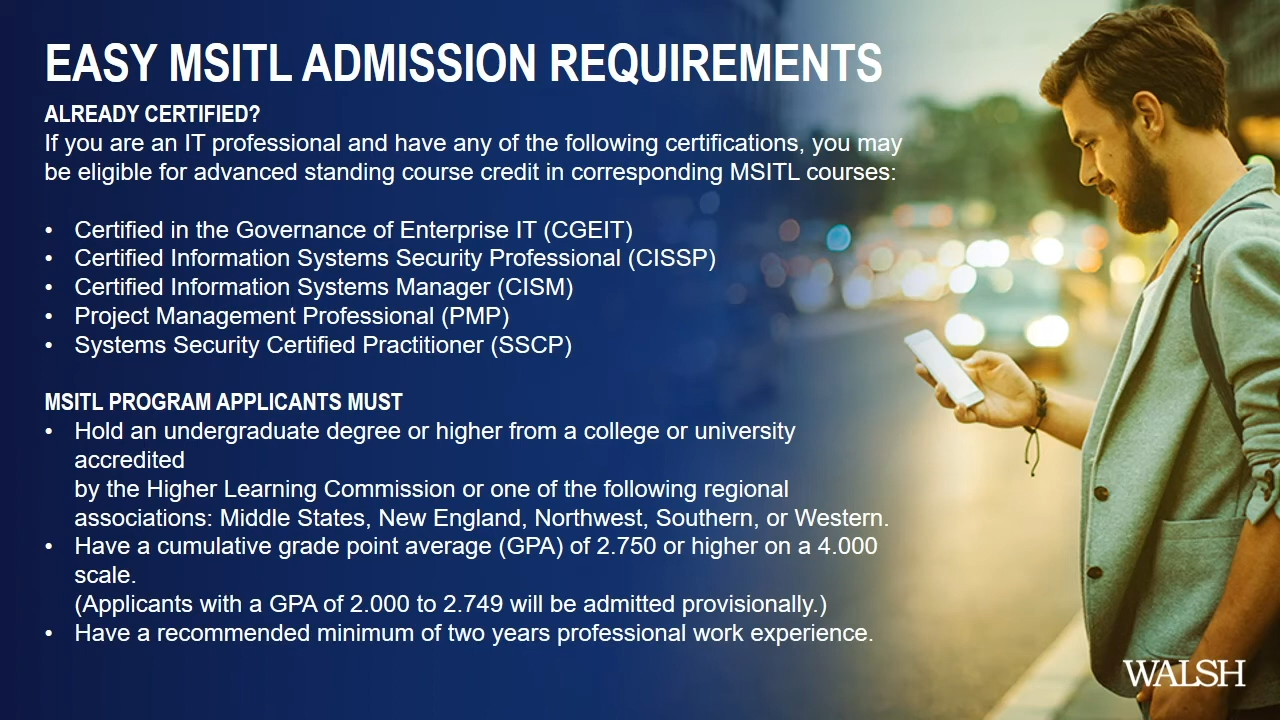 EASY MSITL ADMISSION REQUIREMENTS
ALREADY CERTIFIED?
If you are an IT professional and have any of the following certifications, you may
be eligible for advanced standing course credit in corresponding MSITL courses:
• Certified in the Governance of Enterprise IT (CGEIT)
• Certified Information Systems Security Professional (CISSP)
• Certified Information Systems Manager (CISM)
• Project Management Professional (PMP)
• Systems Security Certified Practitioner (SSCP)
MSITL PROGRAM APPLICANTS MUST
• Hold an undergraduate degree or higher from a college or university
accredited
by the Higher Learning Commission or one of the following regional
associations: Middle States, New England, Northwest, Southern, or Western.
• Have a cumulative grade point average (GPA) of 2.750 or higher on a 4.000
scale.
(Applicants with a GPA of 2.000 to 2.749 will be admitted provisionally.)
• Have a recommended minimum of two years professional work experience.
WALSH